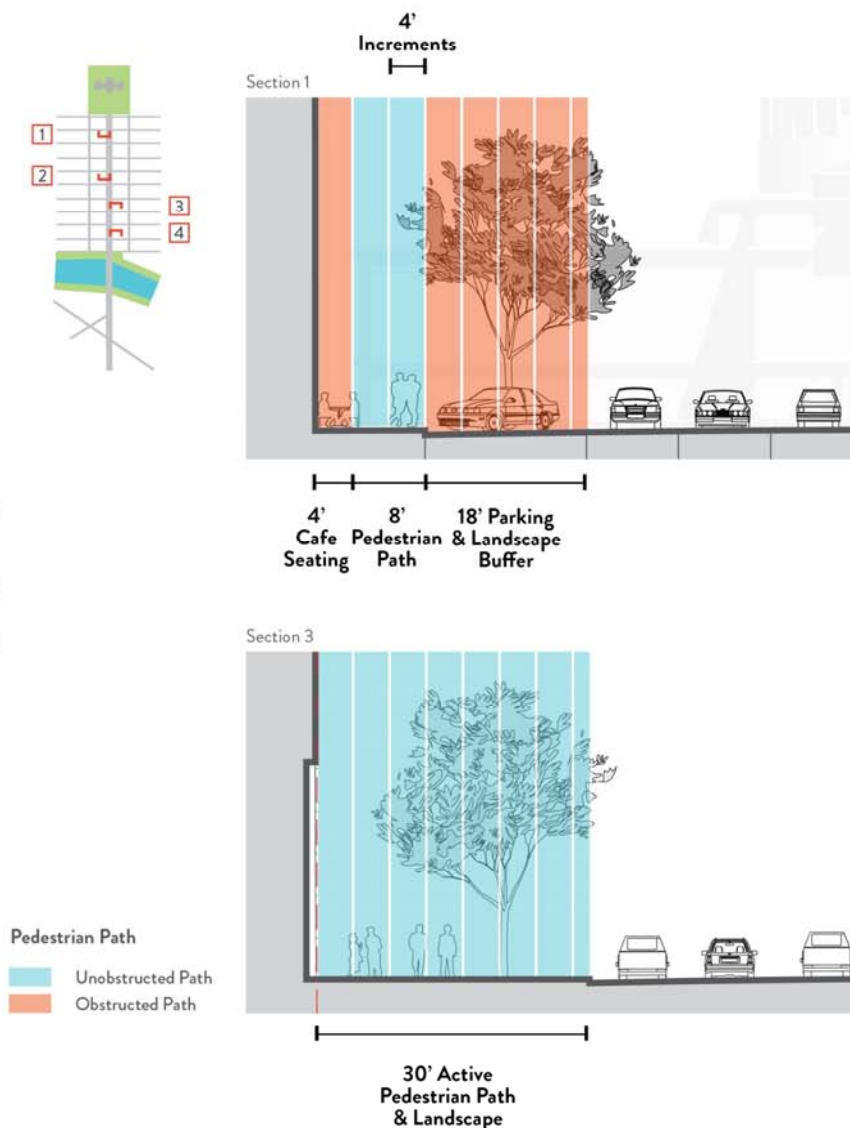 4’
Increments
Section 1
1
2
3
4
4’
Cafe
Seating
8’
Pedestrian
Path
18’ Parking
& Landscape
Buffer
Section 3
Pedestrian Path
Unobstructed Path
Obstructed Path
30’ Active
Pedestrian Path
& Landscape